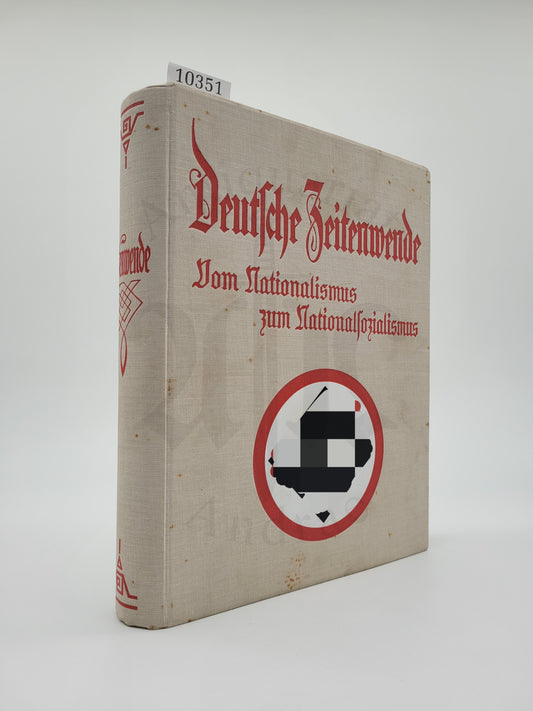 10351
Deutsche Zeitenwende
Vom Nationalismus
zum Nationalsozialismus